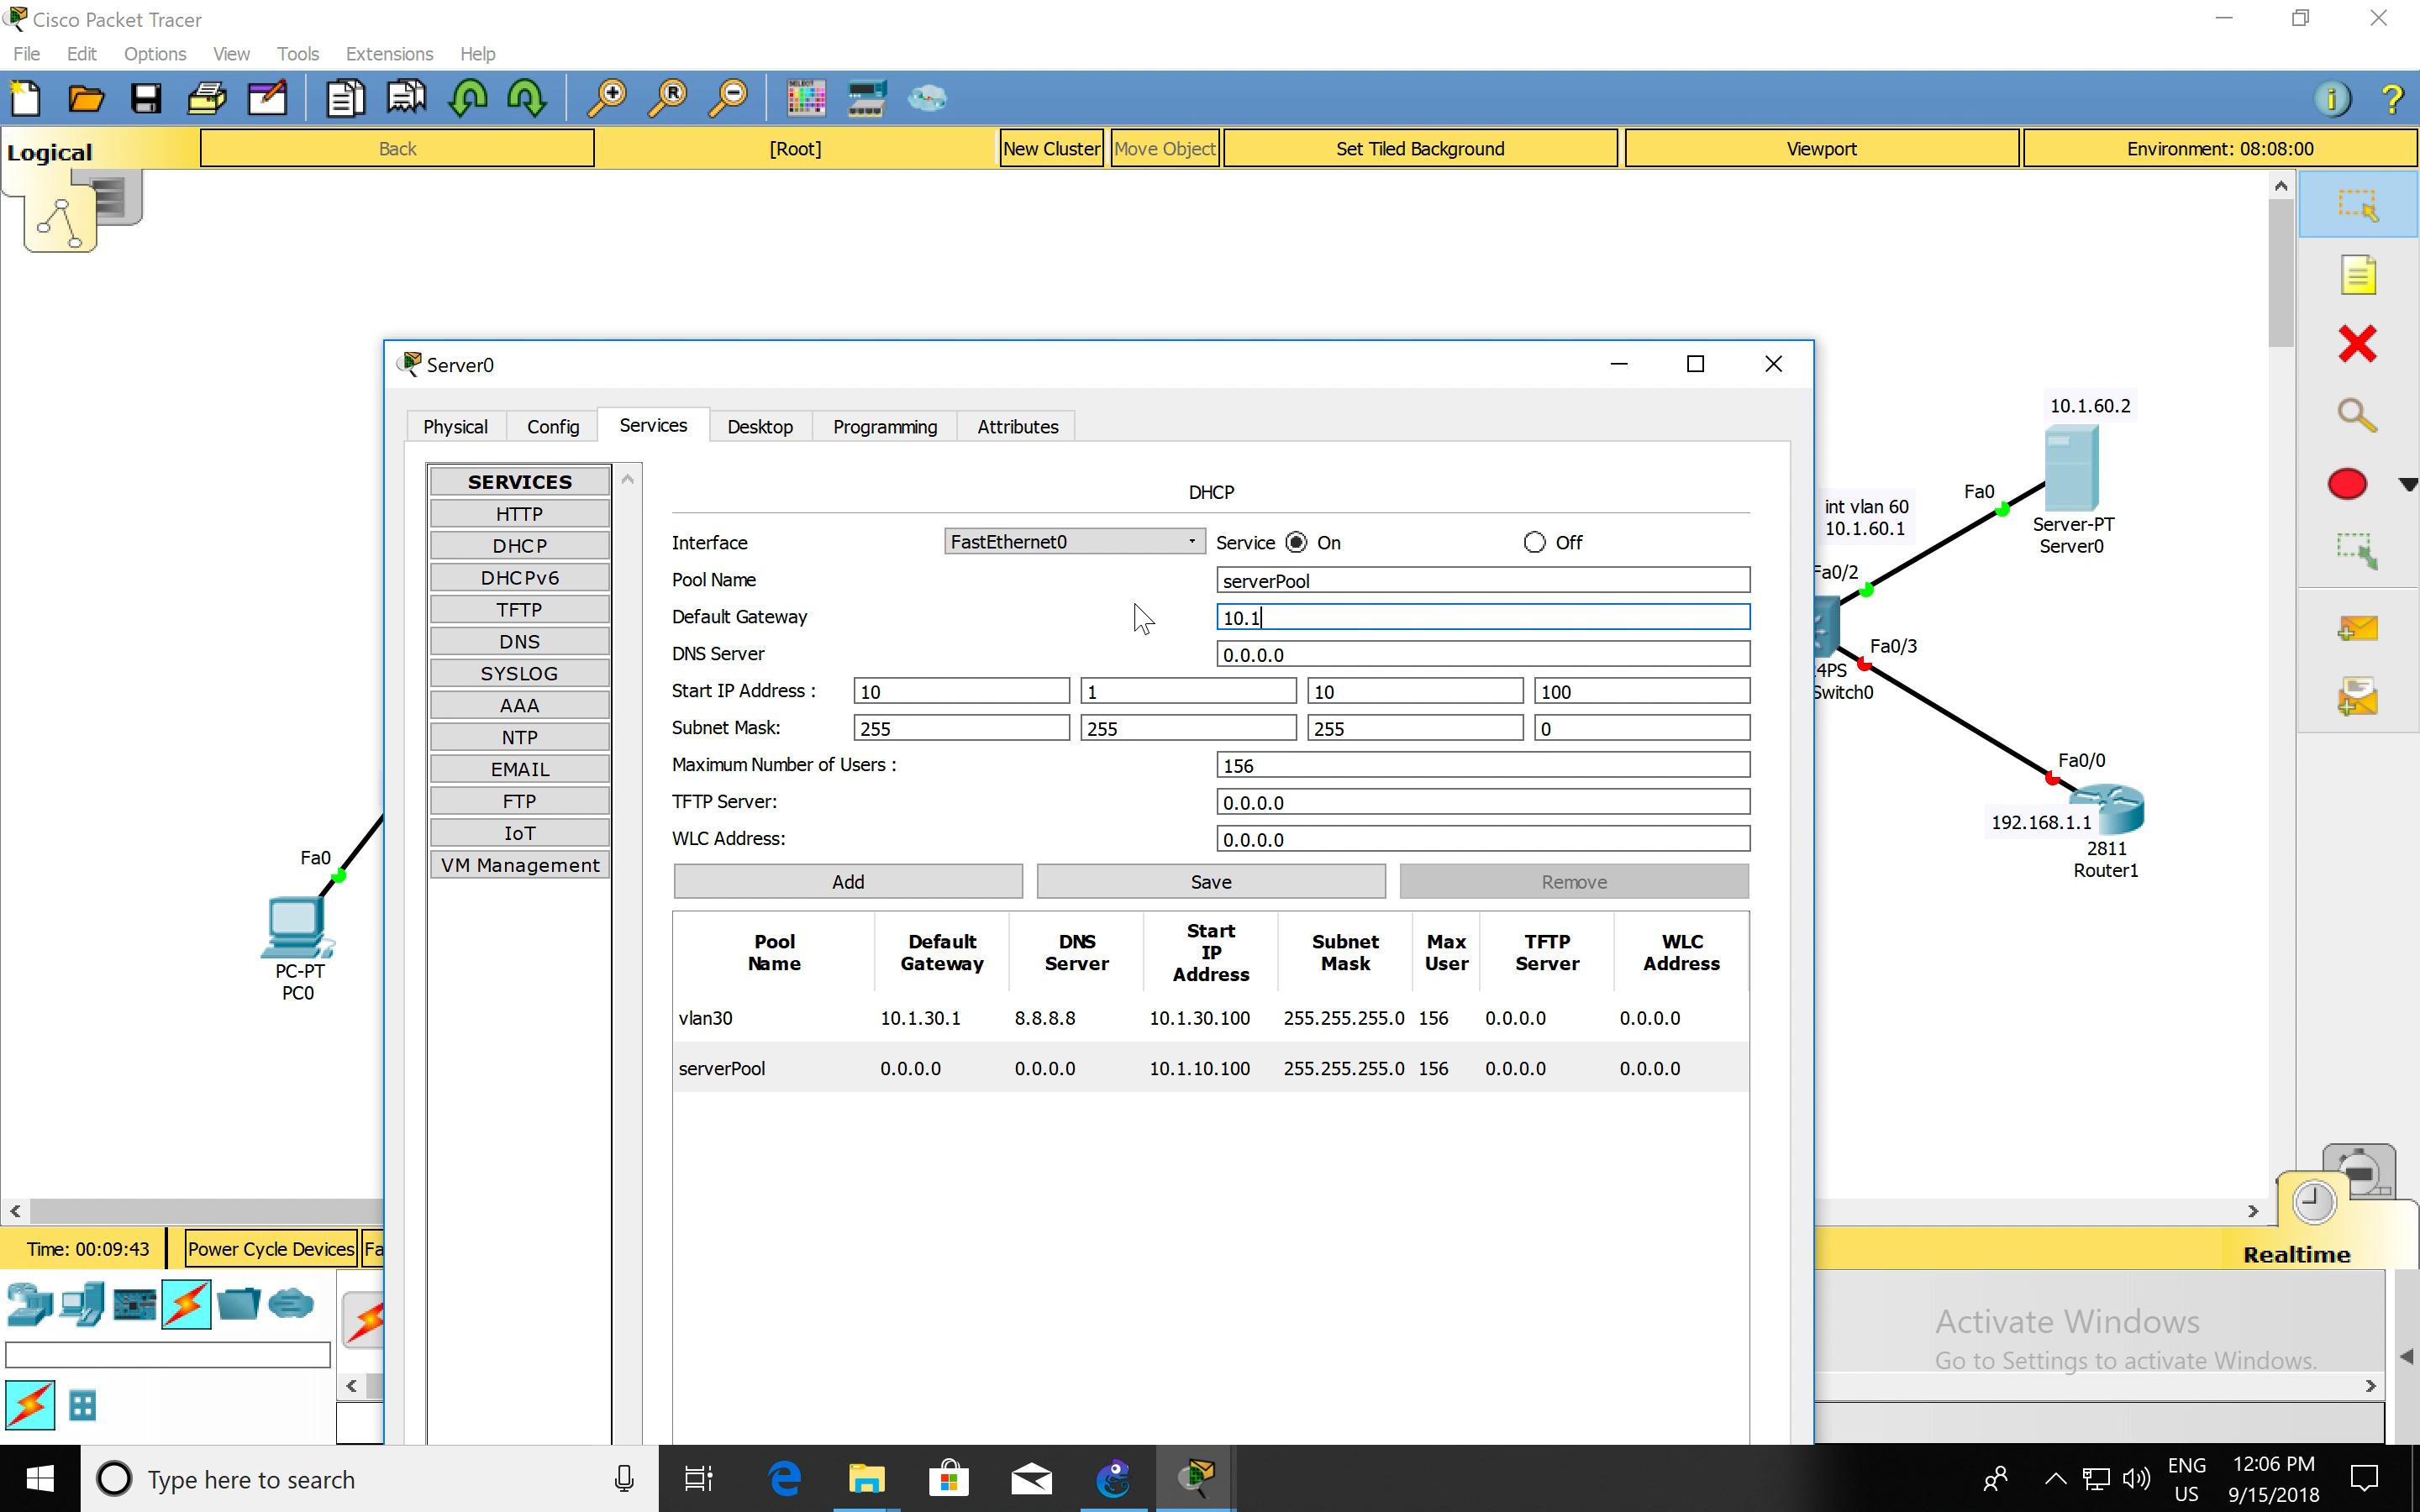 Cisco Packet Tracer
File Edit Options View Tools Extensions Help
Logical
Back
[Root]
New Cluster
Move Object
Set Tiled Background
Viewport
Environment: 08:08:00
Server0
Physical Config Services Desktop Programming Attributes
SERVICES
HTTP
DHCP
DHCPv6
TFTP
DNS
SYSLOG
AAA
NTP
EMAIL
FTP
IoT
VM Management
DHCP
Interface FastEthernet0 Service On Off
Pool Name serverPool
Default Gateway 10.1
DNS Server 0.0.0.0
Start IP Address : 10 1 10 100
Subnet Mask: 255 255 255 0
Maximum Number of Users : 156
TFTP Server: 0.0.0.0
WLC Address: 0.0.0.0
Add Save Remove
Pool Name Default Gateway DNS Server Start IP Address Subnet Mask Max User TFTP Server WLC Address
vlan30 10.1.30.1 8.8.8.8 10.1.30.100 255.255.255.0 156 0.0.0.0 0.0.0.0
serverPool 0.0.0.0 0.0.0.0 10.1.10.100 255.255.255.0 156 0.0.0.0 0.0.0.0
10.1.60.2
int vlan 60
10.1.60.1
Fa0
Server-PT
Server0
Fa0/2
Fa0/3
4PS
Switch0
Fa0/0
192.168.1.1
2811
Router1
Fa0
PC-PT
PC0
Time: 00:09:43
Power Cycle Devices
Fa
Realtime
Activate Windows
Go to Settings to activate Windows.
Type here to search
ENG
US
12:06 PM
9/15/2018